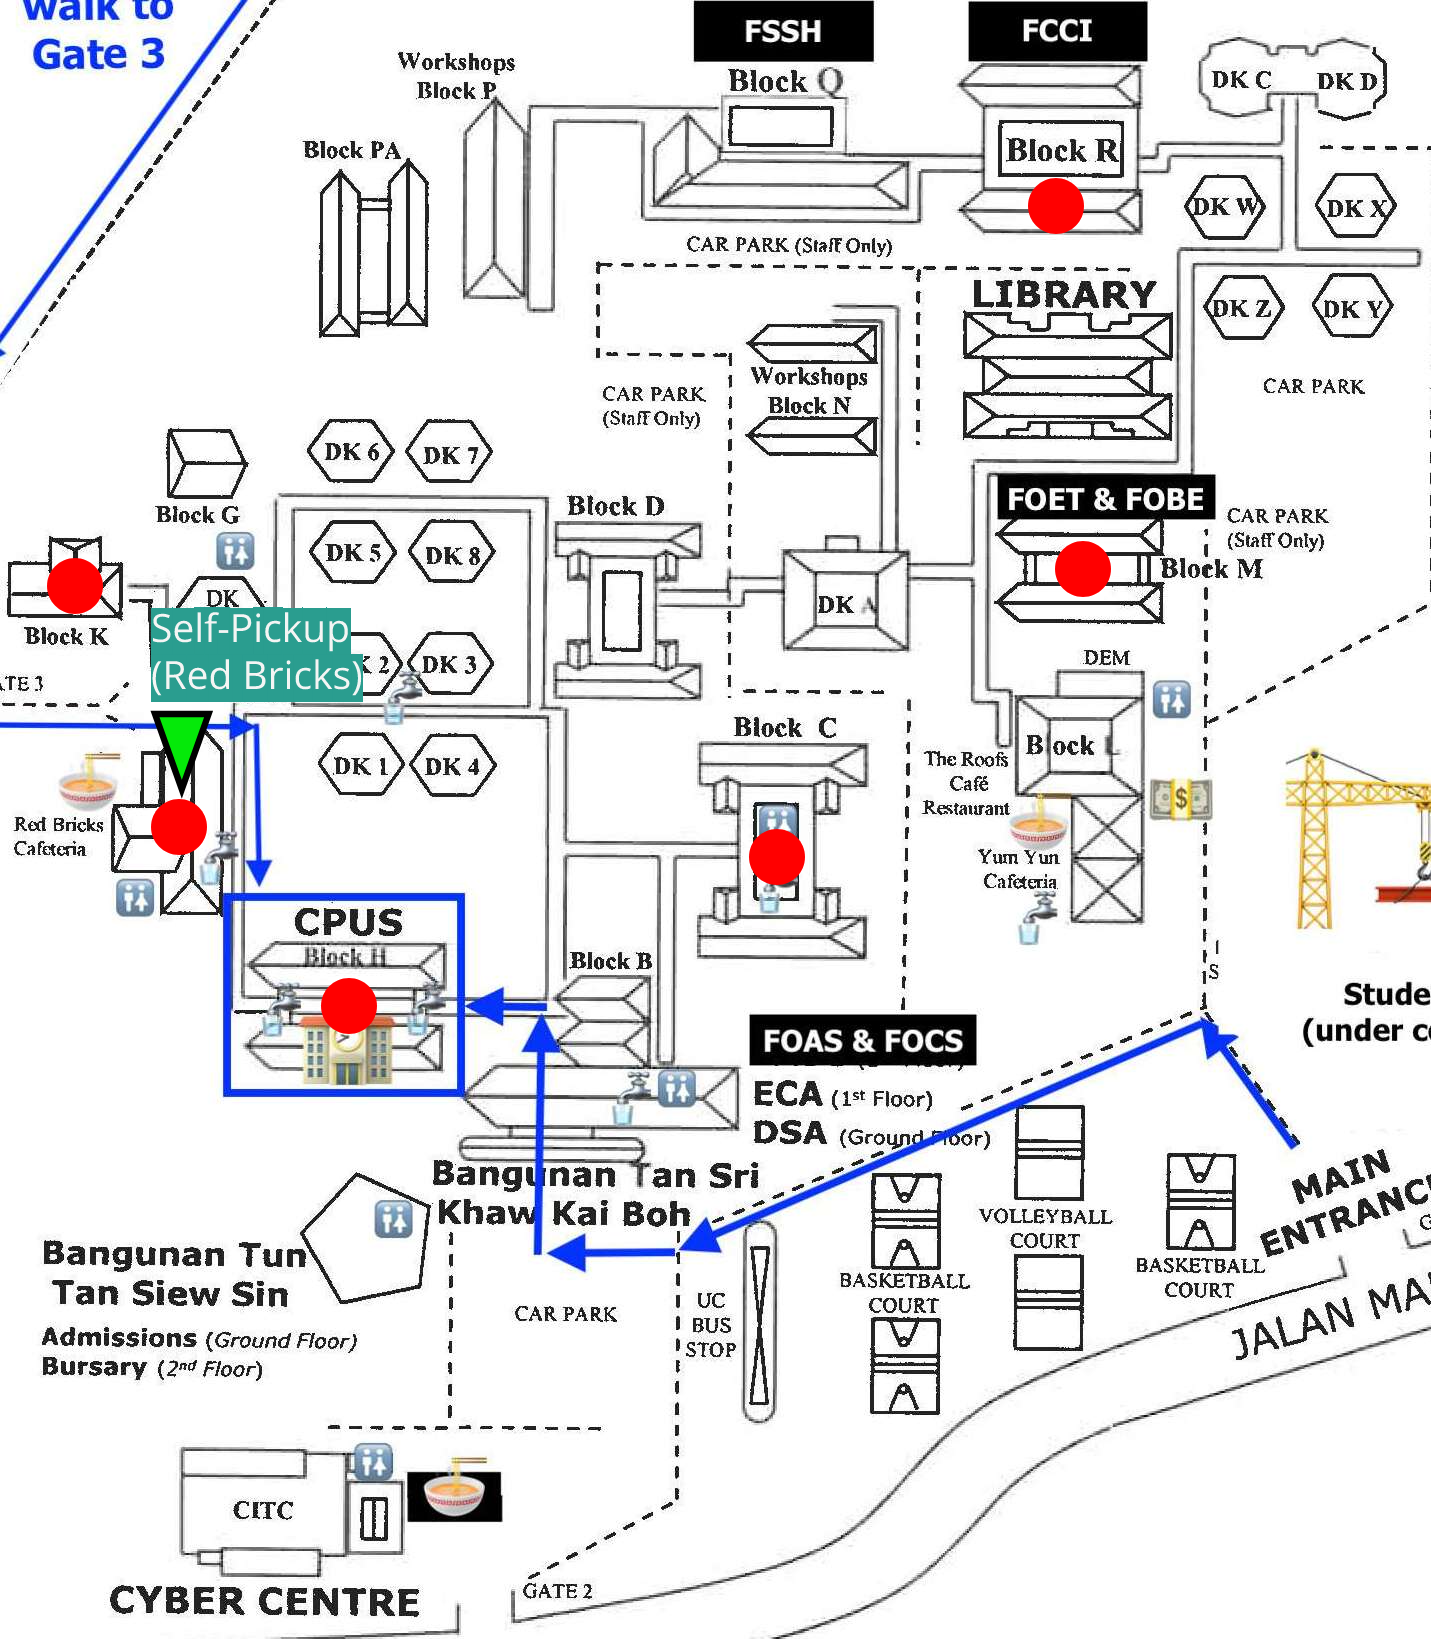 walk to
Gate 3
FSSH
FCCI
Workshops
Block P
Block Q
Block R
DK C
DK D
Block PA
DK W
DK X
CAR PARK (Staff Only)
LIBRARY
DK Z
DK Y
Workshops
Block N
CAR PARK
(Staff Only)
CAR PARK
DK 6
DK 7
Block G
Block D
FOET & FOBE
CAR PARK
(Staff Only)
DK 5
DK 8
Block M
DK
DK A
Block K
Self-Pickup
(Red Bricks)
K 2
DK 3
DEM
ATE 3
Block C
Block L
DK 1
DK 4
The Roofs
Café
Restaurant
Red Bricks
Cafeteria
Yum Yun
Cafeteria
CPUS
Block H
Block B
I
S
Stude
(under c
FOAS & FOCS
ECA (1st Floor)
DSA (Ground Floor)
Bangunan Tan Sri
Khaw Kai Boh
MAIN
ENTRANC
G
VOLLEYBALL
COURT
Bangunan Tun
Tan Siew Sin
BASKETBALL
COURT
BASKETBALL
COURT
UC
BUS
STOP
CAR PARK
Admissions (Ground Floor)
Bursary (2nd Floor)
JALAN MA
CITC
CYBER CENTRE
GATE 2